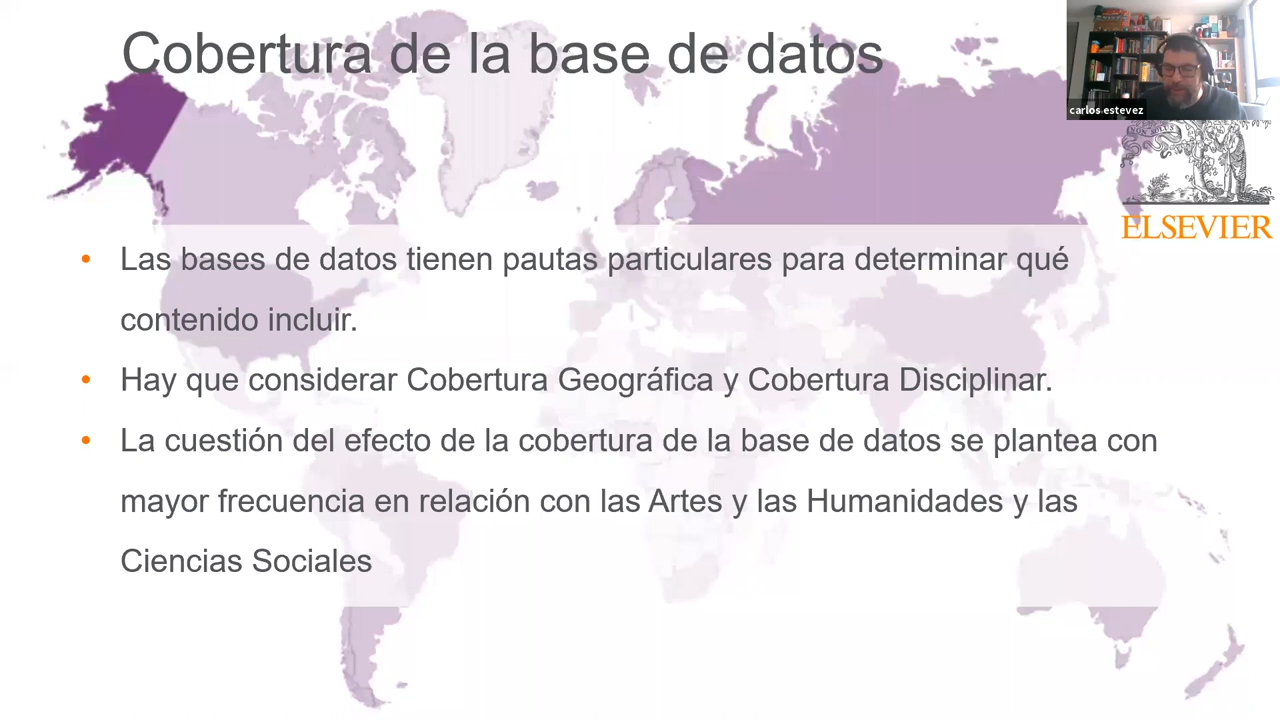 Cobertura de la base de datos
carlos estevez
NON SOLUS
ELSEVIER
• Las bases de datos tienen pautas particulares para determinar qué
contenido incluir.
• Hay que considerar Cobertura Geográfica y Cobertura Disciplinar.
• La cuestión del efecto de la cobertura de la base de datos se plantea con
mayor frecuencia en relación con las Artes y las Humanidades y las
Ciencias Sociales